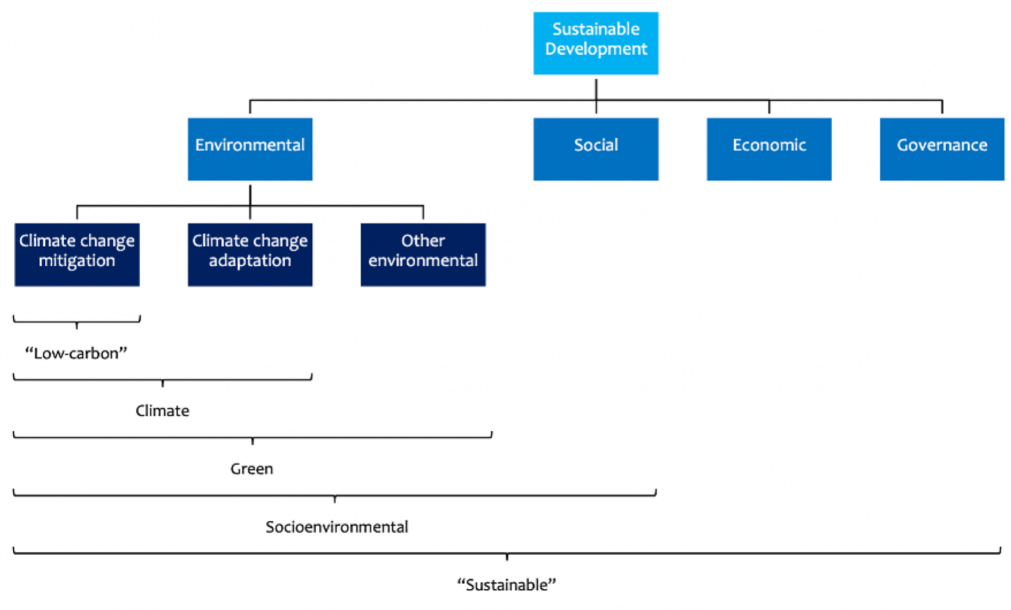 Sustainable
Development
Environmental
Social
Economic
Governance
Climate change
mitigation
Climate change
adaptation
Other
environmental
“Low-carbon”
Climate
Green
Socioenvironmental
“Sustainable”